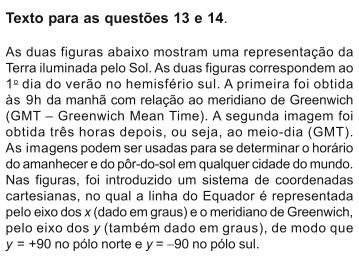 Texto para as questões 13 e 14.
As duas figuras abaixo mostram uma representação da
Terra iluminada pelo Sol. As duas figuras correspondem ao
1º dia do verão no hemisfério sul. A primeira foi obtida
às 9h da manhã com relação ao meridiano de Greenwich
(GMT – Greenwich Mean Time). A segunda imagem foi
obtida três horas depois, ou seja, ao meio-dia (GMT).
As imagens podem ser usadas para se determinar o horário
do amanhecer e do pôr-do-sol em qualquer cidade do mundo.
Nas figuras, foi introduzido um sistema de coordenadas
cartesianas, no qual a linha do Equador é representada
pelo eixo dos x (dado em graus) e o meridiano de Greenwich,
pelo eixo dos y (também dado em graus), de modo que
y = +90 no pólo norte e y = –90 no pólo sul.